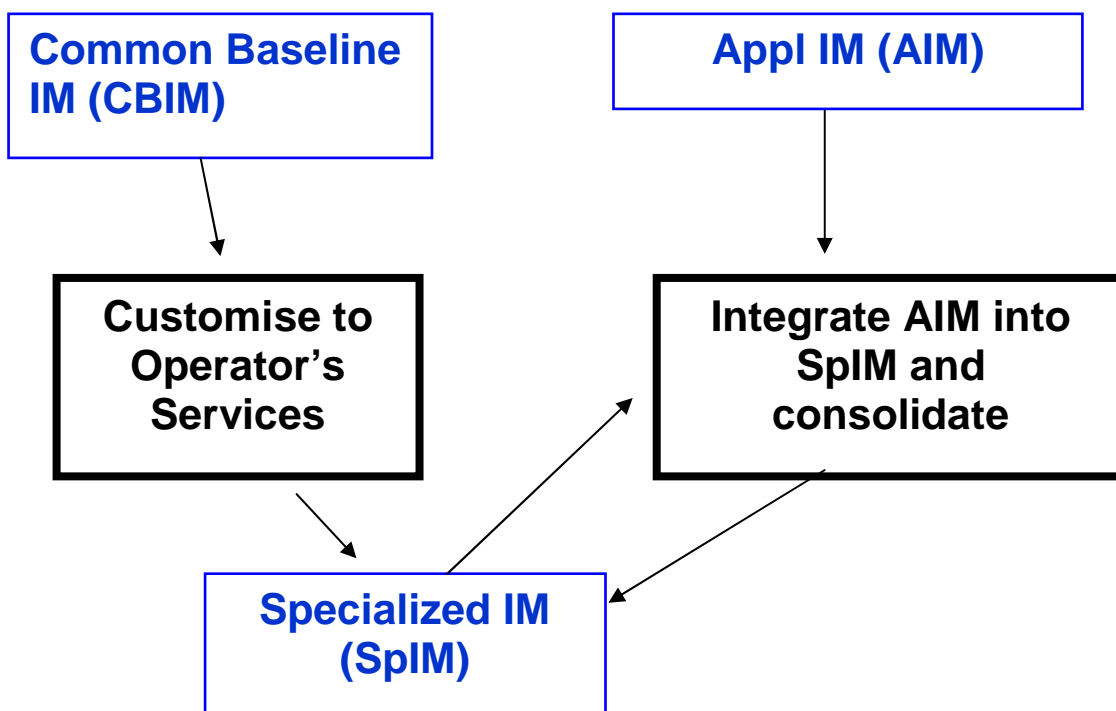 Common Baseline
IM (CBIM)
Appl IM (AIM)
Customise to
Operator’s
Services
Integrate AIM into
SpIM and
consolidate
Specialized IM
(SpIM)